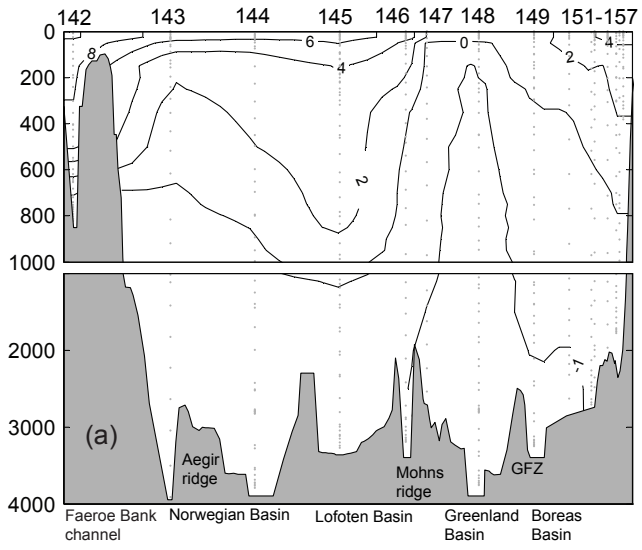 142 143 144 145 146 147 148 149 151-157
0
200
400
600
800
1000
8
6
4
2
0
2
4
2000
3000
4000
-1
(a)
Aegir
ridge
Mohns
ridge
GFZ
Faeroe Bank
channel
Norwegian Basin
Lofoten Basin
Greenland
Basin
Boreas
Basin